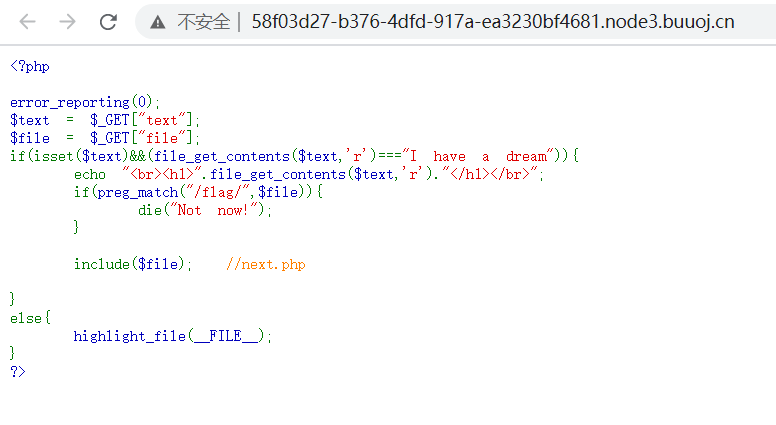 不安全 | 58f03d27-b376-4dfd-917a-ea3230bf4681.node3.buuoj.cn
<?php
error_reporting(0);
$text = $_GET["text"];
$file = $_GET["file"];
if(isset($text)&&(file_get_contents($text,'r')==="I have a dream")){
echo "<br><h1>".file_get_contents($text,'r')."</h1></br>";
if(preg_match("/flag/",$file)){
die("Not now!");
}
include($file); //next.php
}
else{
highlight_file(__FILE__);
}
?>